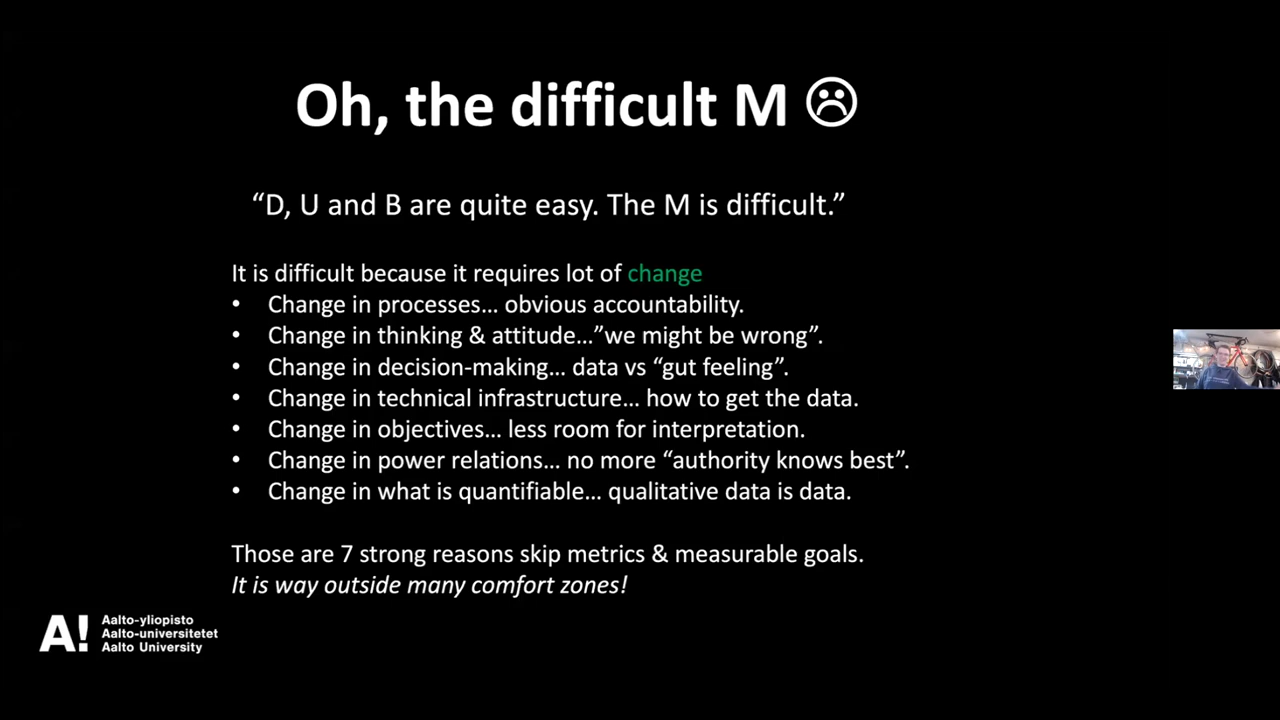 Oh, the difficult M ☹
“D, U and B are quite easy. The M is difficult.”
It is difficult because it requires lot of change
• Change in processes... obvious accountability.
• Change in thinking & attitude...”we might be wrong”.
• Change in decision-making... data vs “gut feeling”.
• Change in technical infrastructure... how to get the data.
• Change in objectives... less room for interpretation.
• Change in power relations... no more “authority knows best”.
• Change in what is quantifiable... qualitative data is data.
Those are 7 strong reasons skip metrics & measurable goals.
It is way outside many comfort zones!
A!
Aalto-yliopisto
Aalto-universitetet
Aalto University